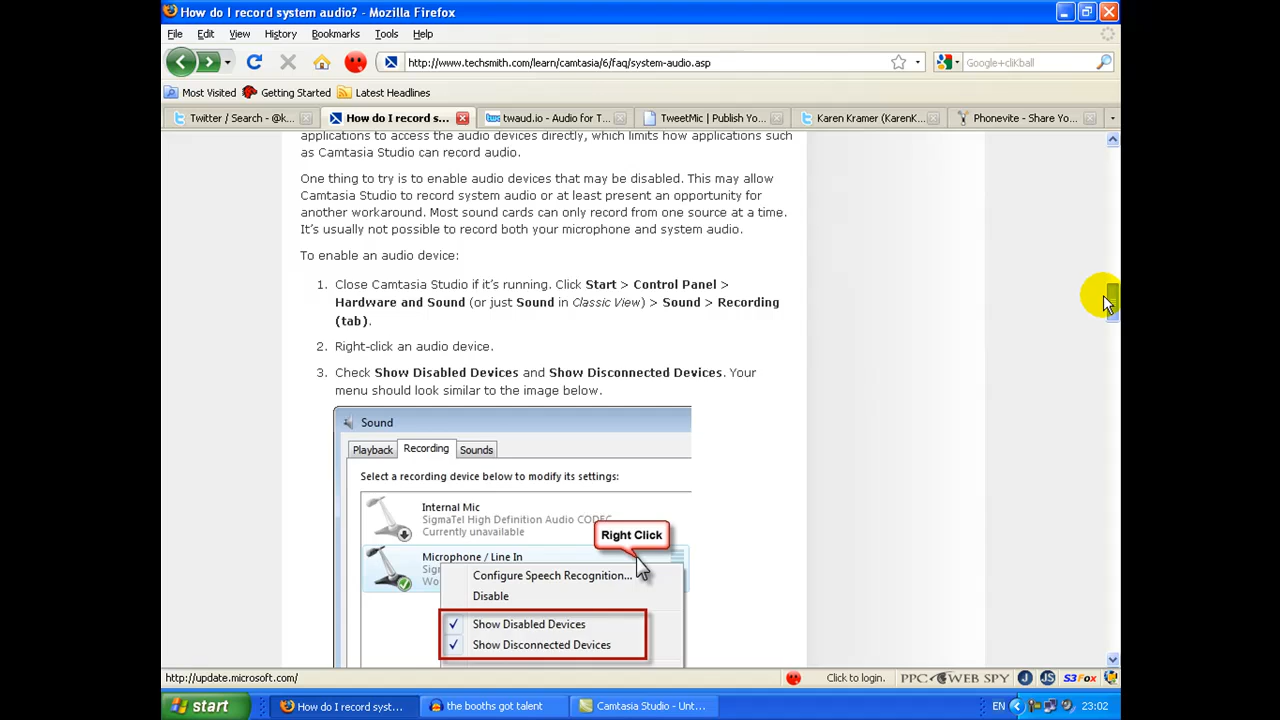 How do I record system audio? - Mozilla Firefox
File Edit View History Bookmarks Tools Help
http://www.techsmith.com/learn/camtasia/6/faq/system-audio.asp
Google+cliKball
Most Visited Getting Started Latest Headlines
Twitter / Search - @k...
How do I record s...
twaud.io - Audio for T...
TweetMic | Publish Yo...
Karen Kramer (KarenK...
Phonevite - Share Yo...
applications to access the audio devices directly, which limits how applications such
as Camtasia Studio can record audio.
One thing to try is to enable audio devices that may be disabled. This may allow
Camtasia Studio to record system audio or at least present an opportunity for
another workaround. Most sound cards can only record from one source at a time.
It's usually not possible to record both your microphone and system audio.
To enable an audio device:
1. Close Camtasia Studio if it's running. Click Start > Control Panel >
Hardware and Sound (or just Sound in Classic View) > Sound > Recording
(tab).
2. Right-click an audio device.
3. Check Show Disabled Devices and Show Disconnected Devices. Your
menu should look similar to the image below.
Sound
Playback Recording Sounds
Select a recording device below to modify its settings:
Internal Mic
SigmaTel High Definition Audio CODEC
Currently unavailable
Right Click
Microphone / Line In
Sig
Wo
Configure Speech Recognition...
Disable
Show Disabled Devices
Show Disconnected Devices
http://update.microsoft.com/
Click to login.
PPC WEB SPY
S3Fox
start
How do I record syst...
the booths got talent
Camtasia Studio - Unt...
EN
23:02